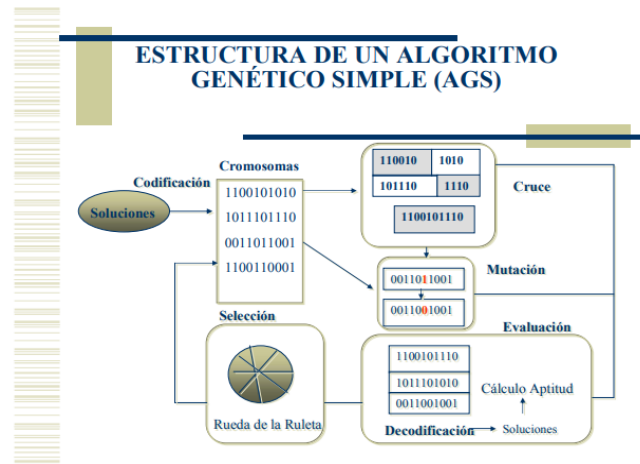 ESTRUCTURA DE UN ALGORITMO
GENÉTICO SIMPLE (AGS)
Codificación
Cromosomas
Soluciones
1100101010
1011101110
0011011001
1100110001
110010 1010
101110 1110
1100101110
Cruce
Mutación
0011011001
0011001001
Selección
Rueda de la Ruleta
Evaluación
1100101110
1011101010
0011001001
Cálculo Aptitud
Decodificación
Soluciones